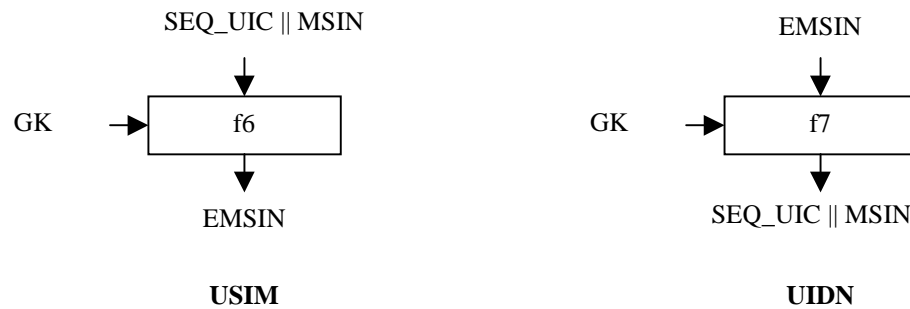 SEQ_UIC || MSIN
GK
f6
EMSIN
USIM
EMSIN
GK
f7
SEQ_UIC || MSIN
UIDN